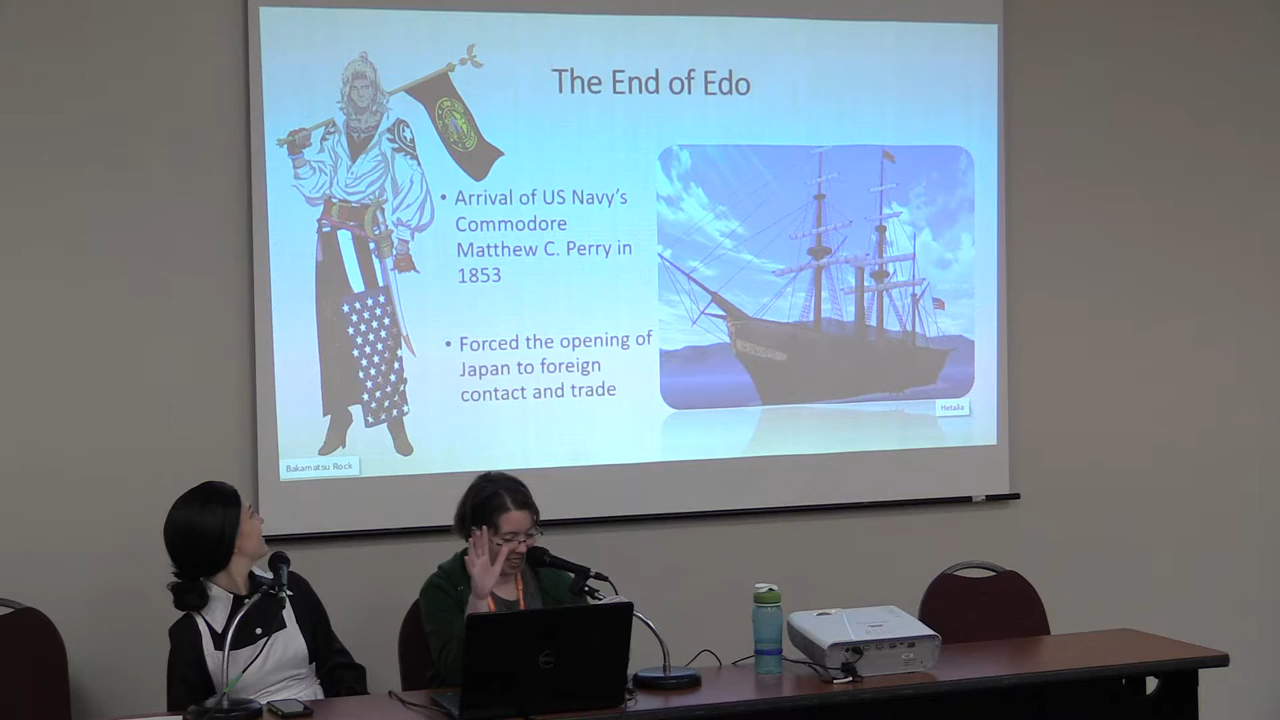 The End of Edo
• Arrival of US Navy's
Commodore
Matthew C. Perry in
1853
• Forced the opening of
Japan to foreign
contact and trade
Hetalia
Bakamatsu Rock
DELL